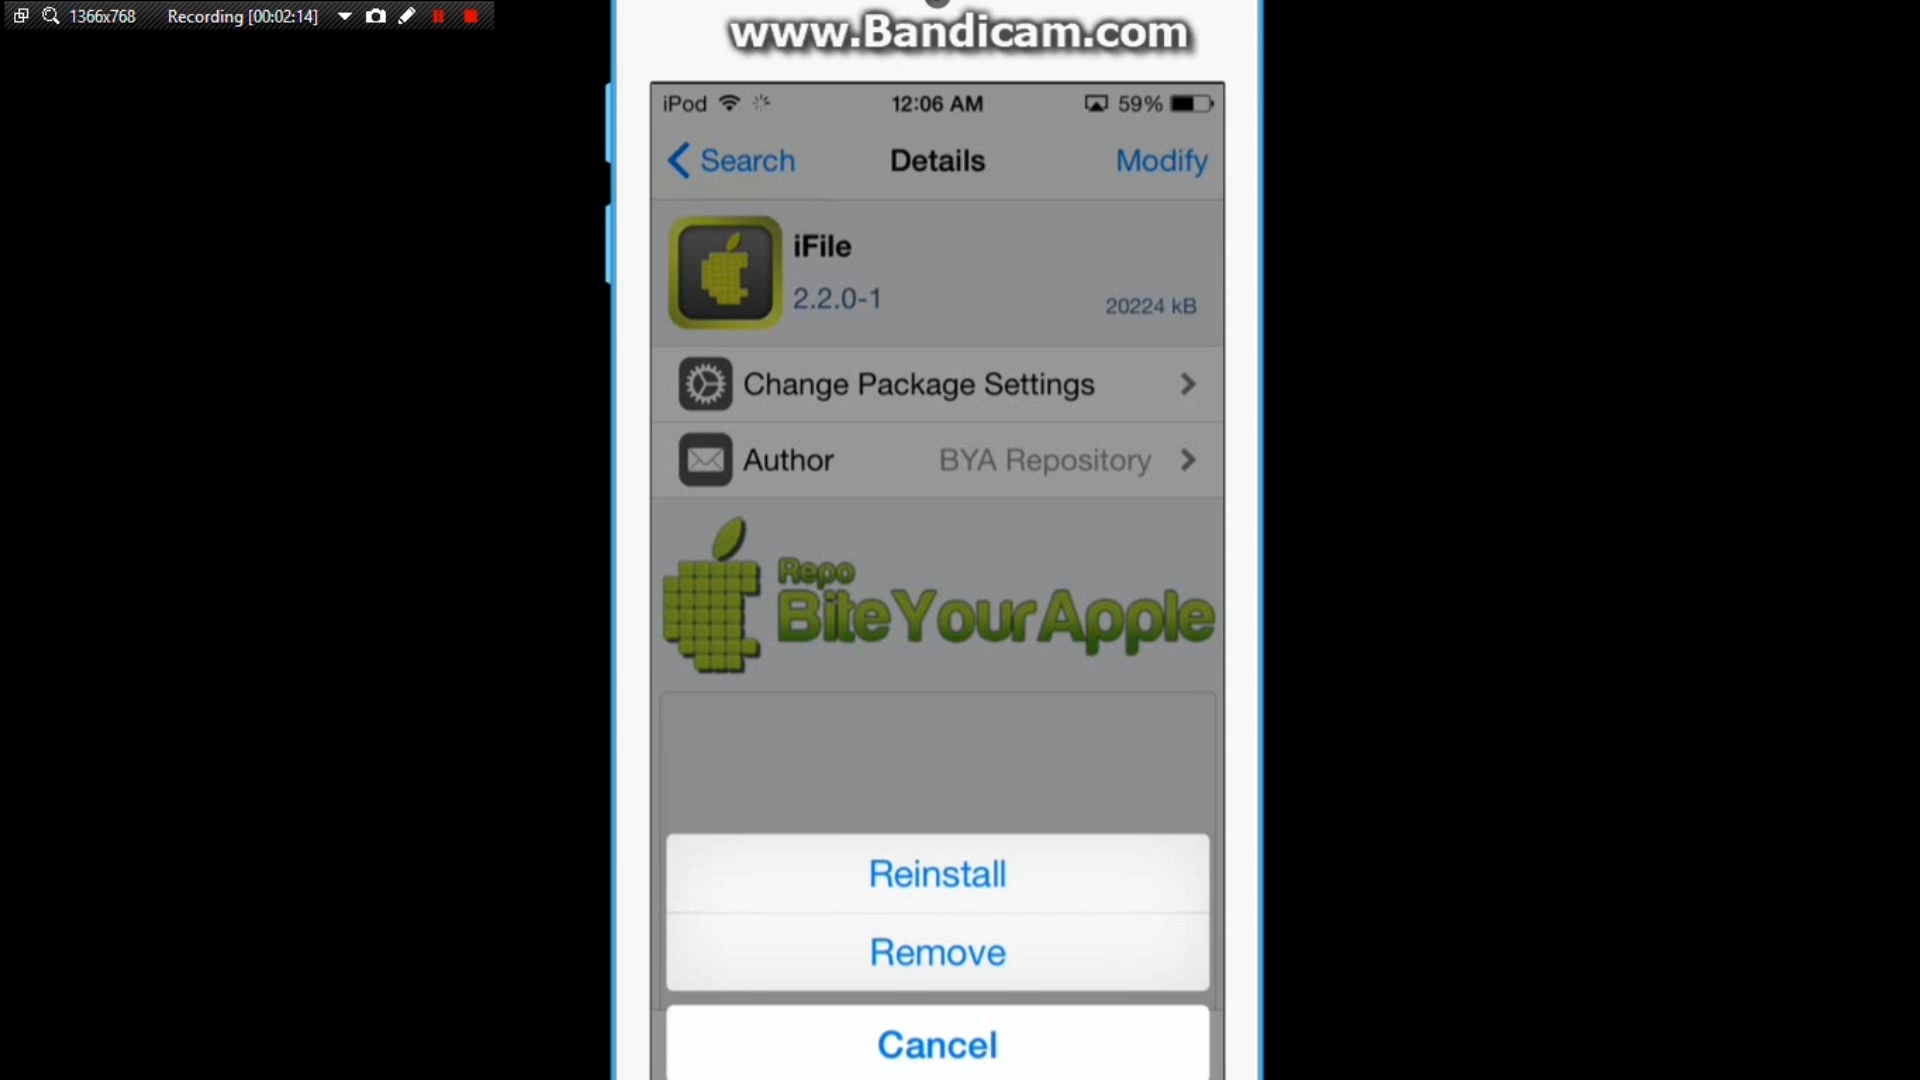 1366x768 Recording [00:02:14]
www.Bandicam.com
iPod 12:06 AM 59%
Search Details Modify
iFile
2.2.0-1 20224 kB
Change Package Settings
Author BYA Repository
Repo
BiteYourApple
Reinstall
Remove
Cancel